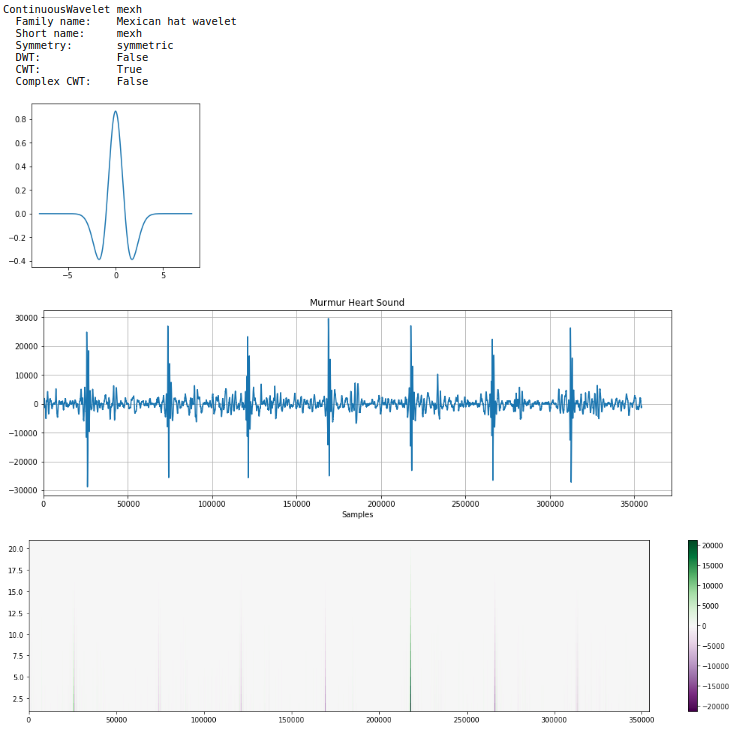 ContinuousWavelet mexh
Family name: Mexican hat wavelet
Short name: mexh
Symmetry: symmetric
DWT: False
CWT: True
Complex CWT: False
0.8
0.6
0.4
0.2
0.0
−0.2
−0.4
−5 0 5
Murmur Heart Sound
30000
20000
10000
0
−10000
−20000
−30000
0 50000 100000 150000 200000 250000 300000 350000
Samples
20.0
17.5
15.0
12.5
10.0
7.5
5.0
2.5
0 50000 100000 150000 200000 250000 300000 350000
20000
15000
10000
5000
0
−5000
−10000
−15000
−20000